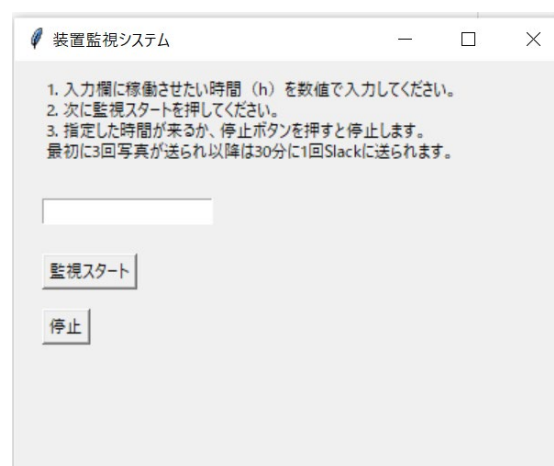 装置監視システム
1. 入力欄に稼働させたい時間（h）を数値で入力してください。
2. 次に監視スタートを押してください。
3. 指定した時間が来るか、停止ボタンを押すと停止します。
最初に3回写真が送られ以降は30分に1回Slackに送られます。
監視スタート
停止